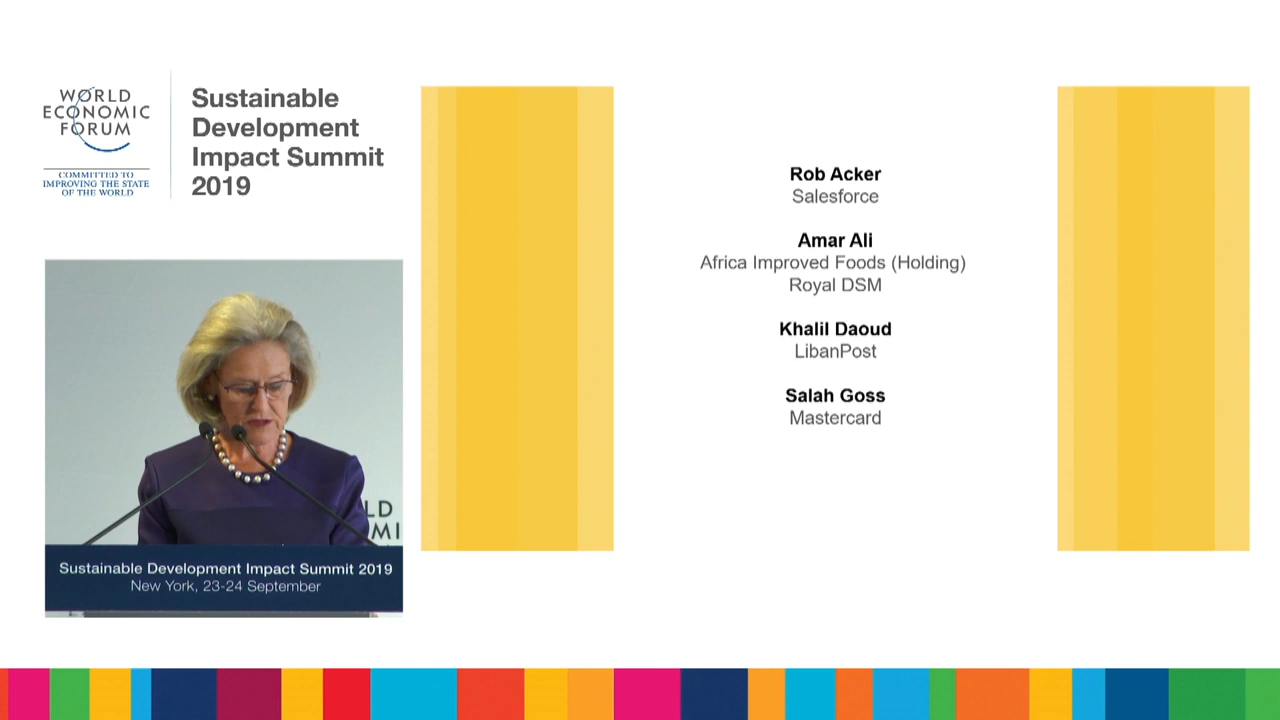 WORLD
ECONOMIC
FORUM
COMMITTED TO
IMPROVING THE STATE
OF THE WORLD
Sustainable
Development
Impact Summit
2019
Rob Acker
Salesforce
Amar Ali
Africa Improved Foods (Holding)
Royal DSM
Khalil Daoud
LibanPost
Salah Goss
Mastercard
LD
MI
Sustainable Development Impact Summit 2019
New York, 23-24 September